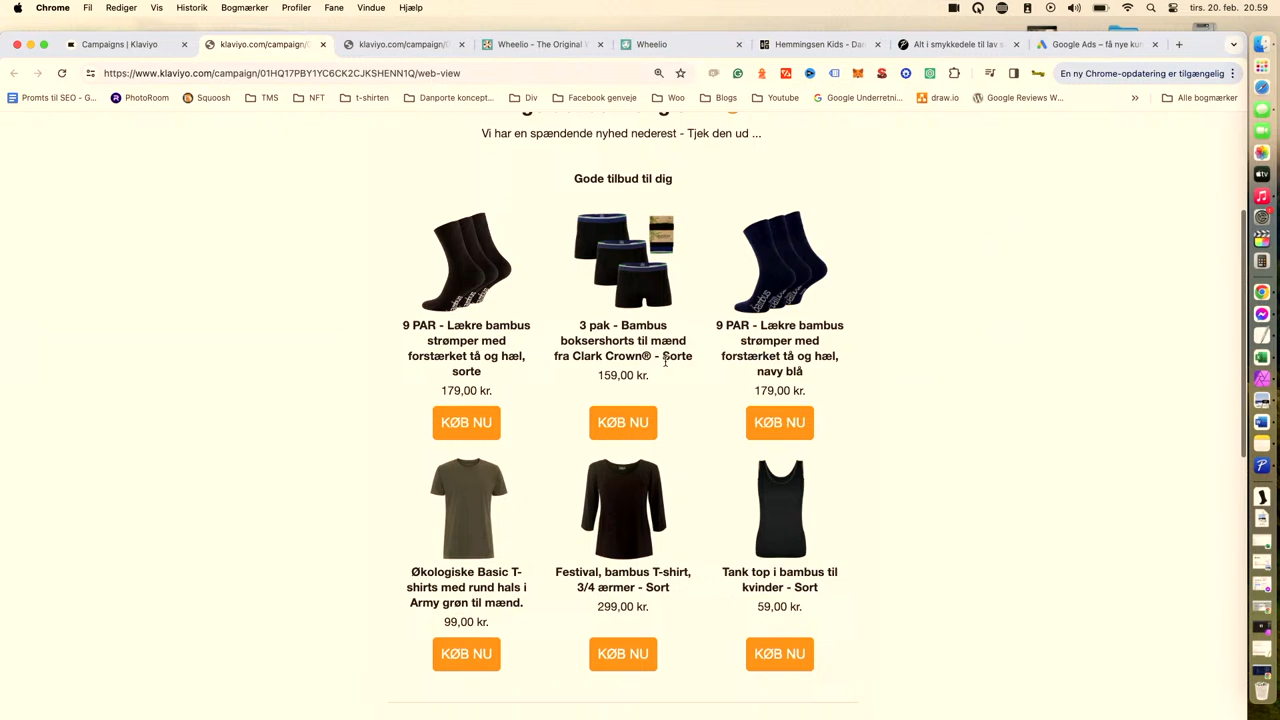 Chrome Fil Rediger Vis Historik Bogmærker Profiler Fane Vindue Hjælp tirs. 20. feb. 20.59
Campaigns | Klaviyo klaviyo.com/campaign/ klaviyo.com/campaign/ Wheelio - The Original Wheelio Hemmingsen Kids - Da Alt i smykkedele til lav s Google Ads – få nye kun
https://www.klaviyo.com/campaign/01HQ17PBY1YC6CK2CJKSHENN1Q/web-view En ny Chrome-opdatering er tilgængelig
Promts til SEO - G... PhotoRoom Squoosh TMS NFT t-shirten Danporte koncept... Div Facebook genveje Woo Blogs Youtube Google Underretni... draw.io Google Reviews W... Alle bogmærker
Vi har en spændende nyhed nederest - Tjek den ud ...
Gode tilbud til dig
9 PAR - Lækre bambus
strømper med
forstærket tå og hæl,
sorte
179,00 kr.
KØB NU
3 pak - Bambus
boksershorts til mænd
fra Clark Crown® - Sorte
159,00 kr.
KØB NU
9 PAR - Lækre bambus
strømper med
forstærket tå og hæl,
navy blå
179,00 kr.
KØB NU
Økologiske Basic T-
shirts med rund hals i
Army grøn til mænd.
99,00 kr.
KØB NU
Festival, bambus T-shirt,
3/4 ærmer - Sort
299,00 kr.
KØB NU
Tank top i bambus til
kvinder - Sort
59,00 kr.
KØB NU